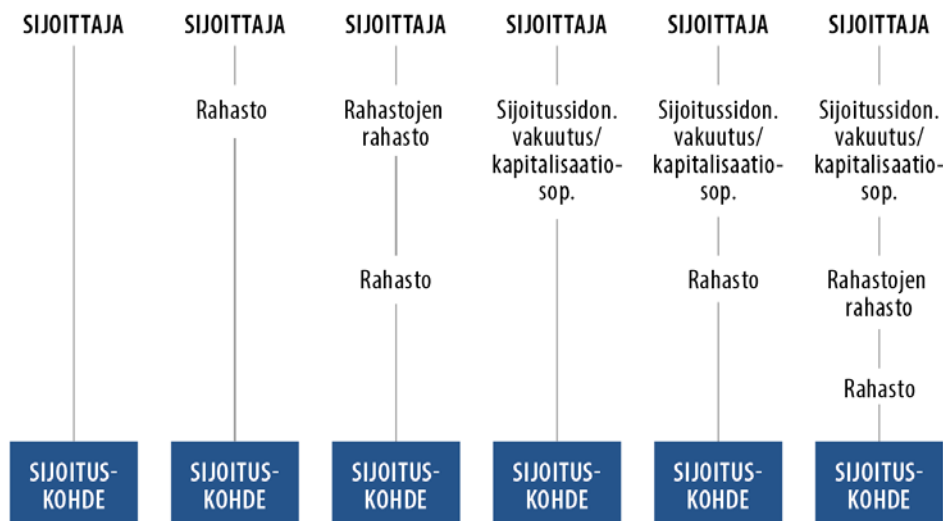 SIJOITTAJA SIJOITTAJA SIJOITTAJA SIJOITTAJA SIJOITTAJA SIJOITTAJA
Rahasto Rahastojen Sijoitussidon. Sijoitussidon. Sijoitussidon.
rahasto vakuutus/ vakuutus/ vakuutus/
kapitalisaatio- kapitalisaatio- kapitalisaatio-
sop. sop. sop.
Rahasto Rahasto Rahastojen
rahasto
Rahasto
SIJOITUS- SIJOITUS- SIJOITUS- SIJOITUS- SIJOITUS- SIJOITUS-
KOHDE KOHDE KOHDE KOHDE KOHDE KOHDE